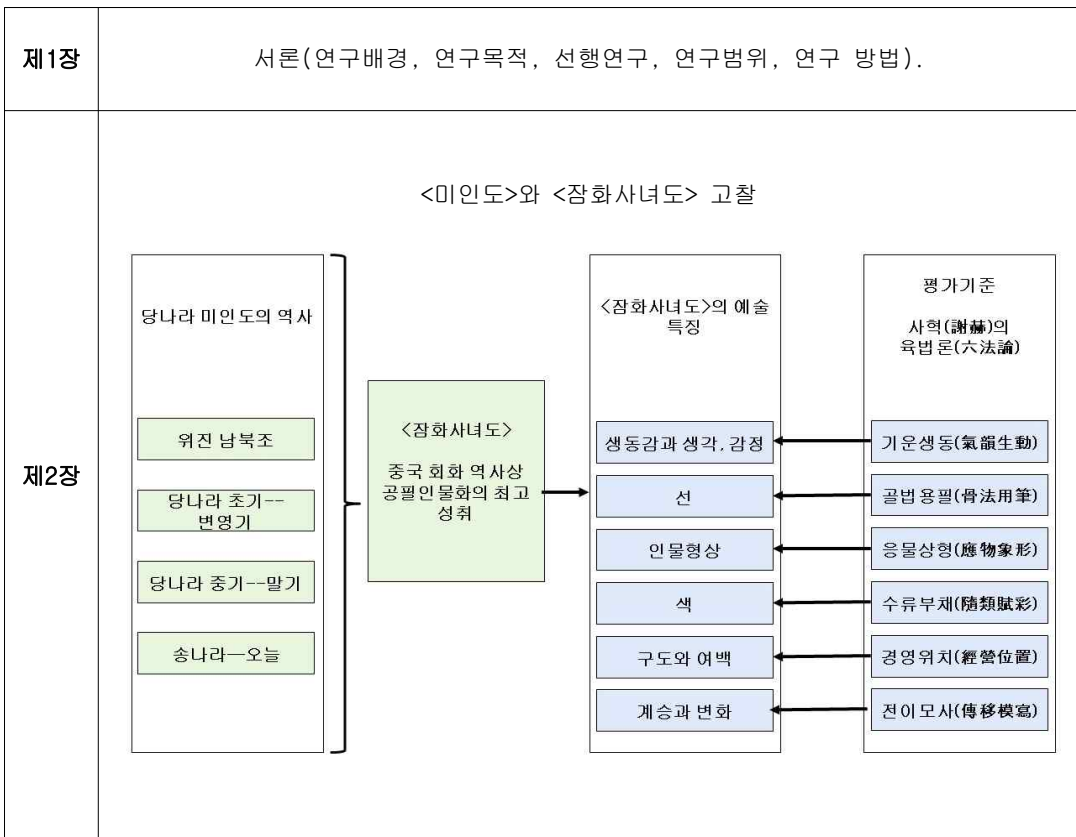 제1장
서론(연구배경, 연구목적, 선행연구, 연구범위, 연구 방법).
제2장
<미인도>와 <잠화사녀도> 고찰
당나라 미인도의 역사
위진 남북조
당나라 초기--
변영기
당나라 중기--말기
송나라—오늘
<잠화사녀도>
중국 회화 역사상
공필인물화의 최고
성취
<잠화사녀도>의 예술
특징
생동감과 생각, 감정
선
인물형상
색
구도와 여백
계승과 변화
평가기준
사혁(謝赫)의
육법론(六法論)
기운생동(氣韻生動)
골법용필(骨法用筆)
응물상형(應物象形)
수류부채(隨類賦彩)
경영위치(經營位置)
전이모사(傳移模寫)